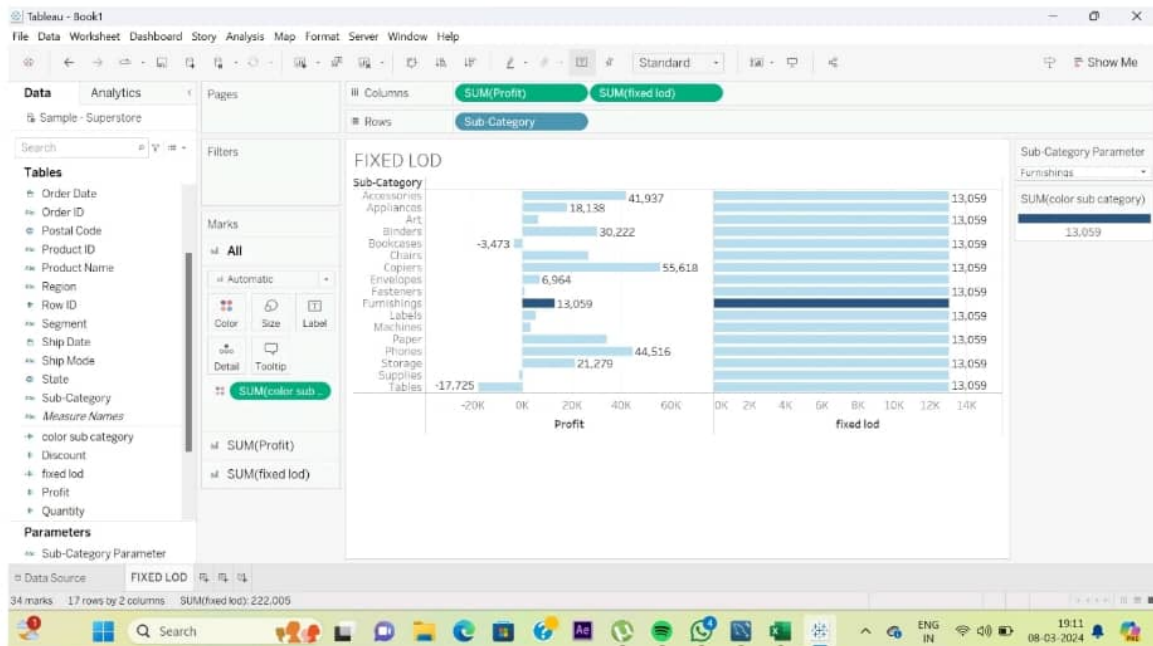 Tableau - Book1
File Data Worksheet Dashboard Story Analysis Map Format Server Window Help
Standard
Show Me
Data Analytics
Sample - Superstore
Search
Tables
Order Date
Order ID
Postal Code
Product ID
Product Name
Region
Row ID
Segment
Ship Date
Ship Mode
State
Sub-Category
Measure Names
color sub category
Discount
fixed lod
Profit
Quantity
Parameters
Sub-Category Parameter
Pages
Filters
Marks
All
Automatic
Color Size Label
Detail Tooltip
SUM(color sub ..
SUM(Profit)
SUM(fixed lod)
Columns SUM(Profit) SUM(fixed lod)
Rows Sub-Category
FIXED LOD
Sub-Category
Accessories 41,937 13,059
Appliances 18,138
Art 13,059
Binders 30,222
Bookcases -3,473 13,059
Chairs
Copiers 55,618 13,059
Envelopes 6,964
Fasteners 13,059
Furnishings 13,059
Labels 13,059
Machines
Paper 13,059
Phones 44,516
Storage 21,279 13,059
Supplies
Tables -17,725 13,059
-20K 0K 20K 40K 60K 0K 2K 4K 6K 8K 10K 12K 14K
Profit fixed lod
Sub-Category Parameter
Furnishings
SUM(color sub category)
13,059
Data Source FIXED LOD
34 marks 17 rows by 2 columns SUM(fixed lod): 222,005
Search
Ae
ENG
IN
19:11
08-03-2024